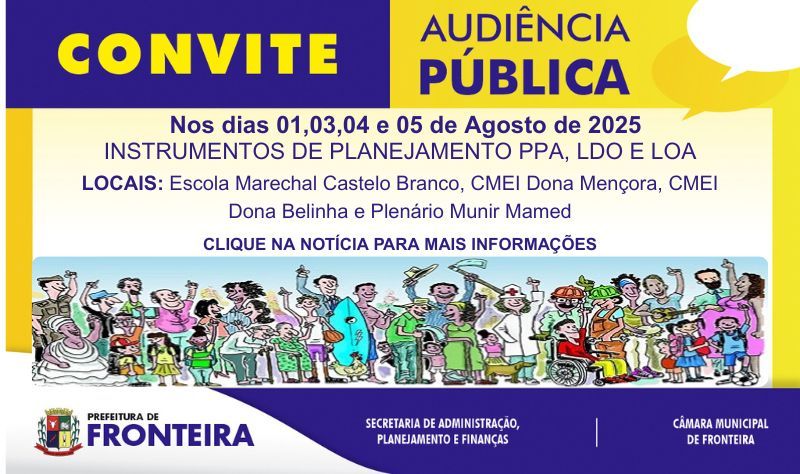 CONVITE
AUDIÊNCIA
PÚBLICA
Nos dias 01,03,04 e 05 de Agosto de 2025
INSTRUMENTOS DE PLANEJAMENTO PPA, LDO E LOA
LOCAIS: Escola Marechal Castelo Branco, CMEI Dona Mençora, CMEI
Dona Belinha e Plenário Munir Mamed
CLIQUE NA NOTÍCIA PARA MAIS INFORMAÇÕES
PREFEITURA DE
FRONTEIRA
SECRETARIA DE ADMINISTRAÇÃO,
PLANEJAMENTO E FINANÇAS
CÂMARA MUNICIPAL
DE FRONTEIRA